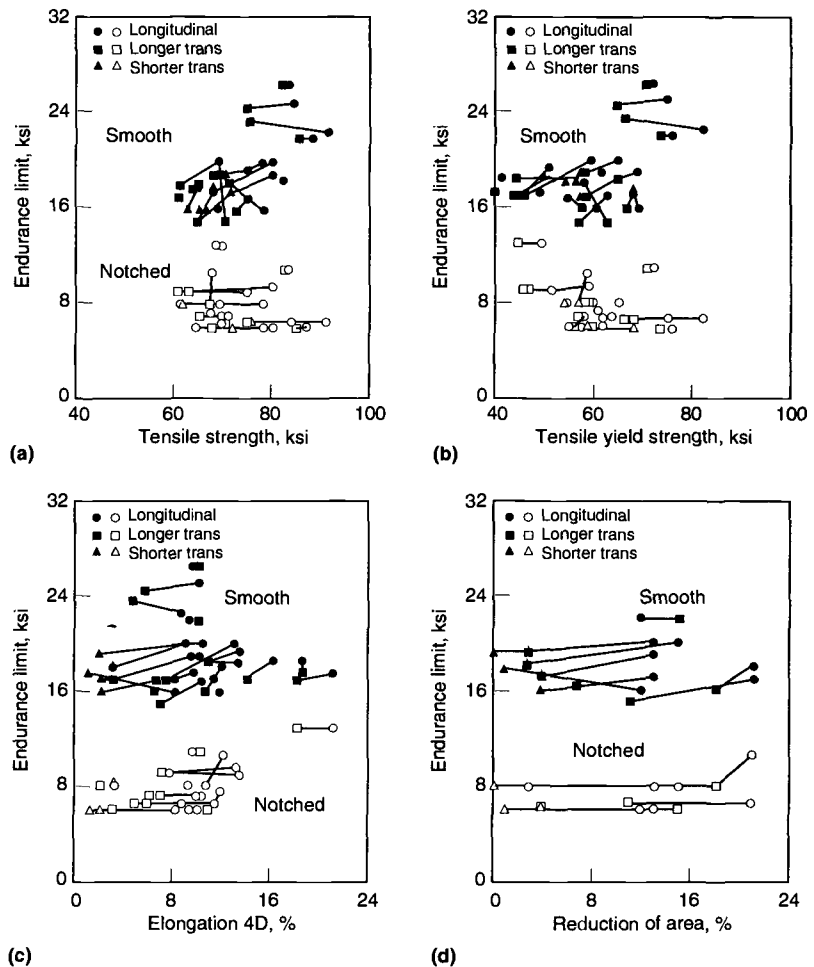 32
24
16
8
0
Endurance limit, ksi
● ○ Longitudinal
■ □ Longer trans
▲ △ Shorter trans
Smooth
Notched
40 60 80 100
Tensile strength, ksi
(a)
32
24
16
8
0
Endurance limit, ksi
● ○ Longitudinal
■ □ Longer trans
▲ △ Shorter trans
Smooth
Notched
40 60 80 100
Tensile yield strength, ksi
(b)
32
24
16
8
0
Endurance limit, ksi
● ○ Longitudinal
■ □ Longer trans
▲ △ Shorter trans
Smooth
Notched
0 8 16 24
Elongation 4D, %
(c)
32
24
16
8
0
Endurance limit, ksi
● ○ Longitudinal
■ □ Longer trans
▲ △ Shorter trans
Smooth
Notched
0 8 16 24
Reduction of area, %
(d)